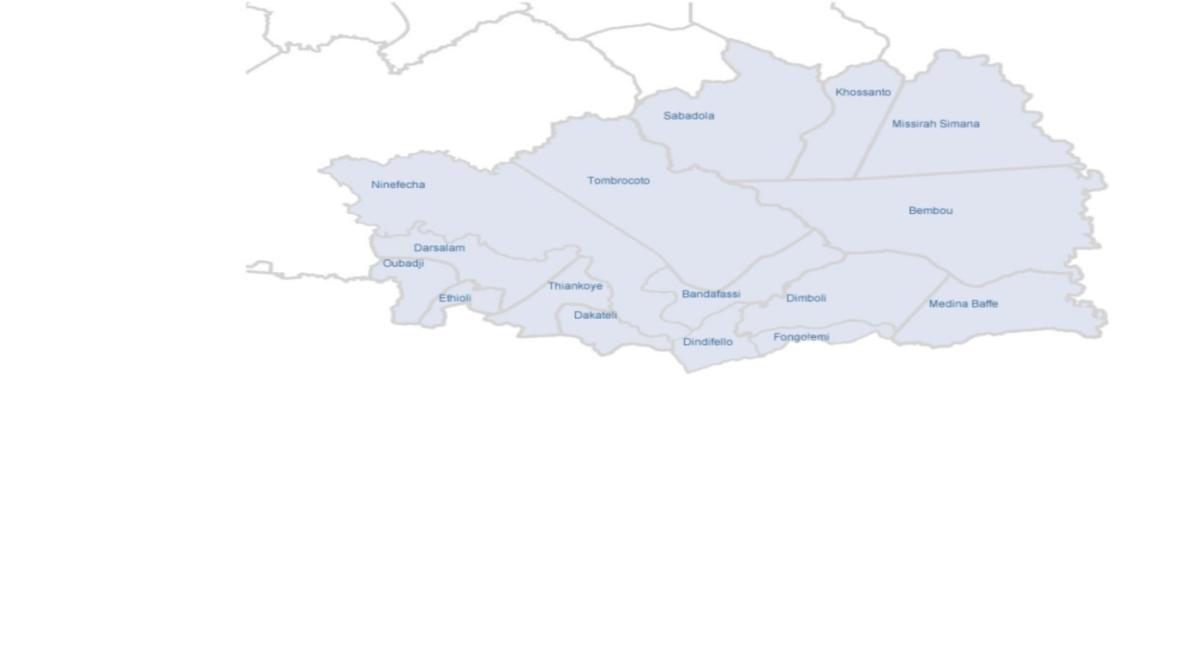 Khossanto
Sabadola
Missirah Simana
Tombrocoto
Ninefecha
Bembou
Darsalam
Oubadji
Thiankoye
Bandafassi
Ethioli
Dimboli
Medina Baffe
Dakateli
Fongolemi
Dindifello